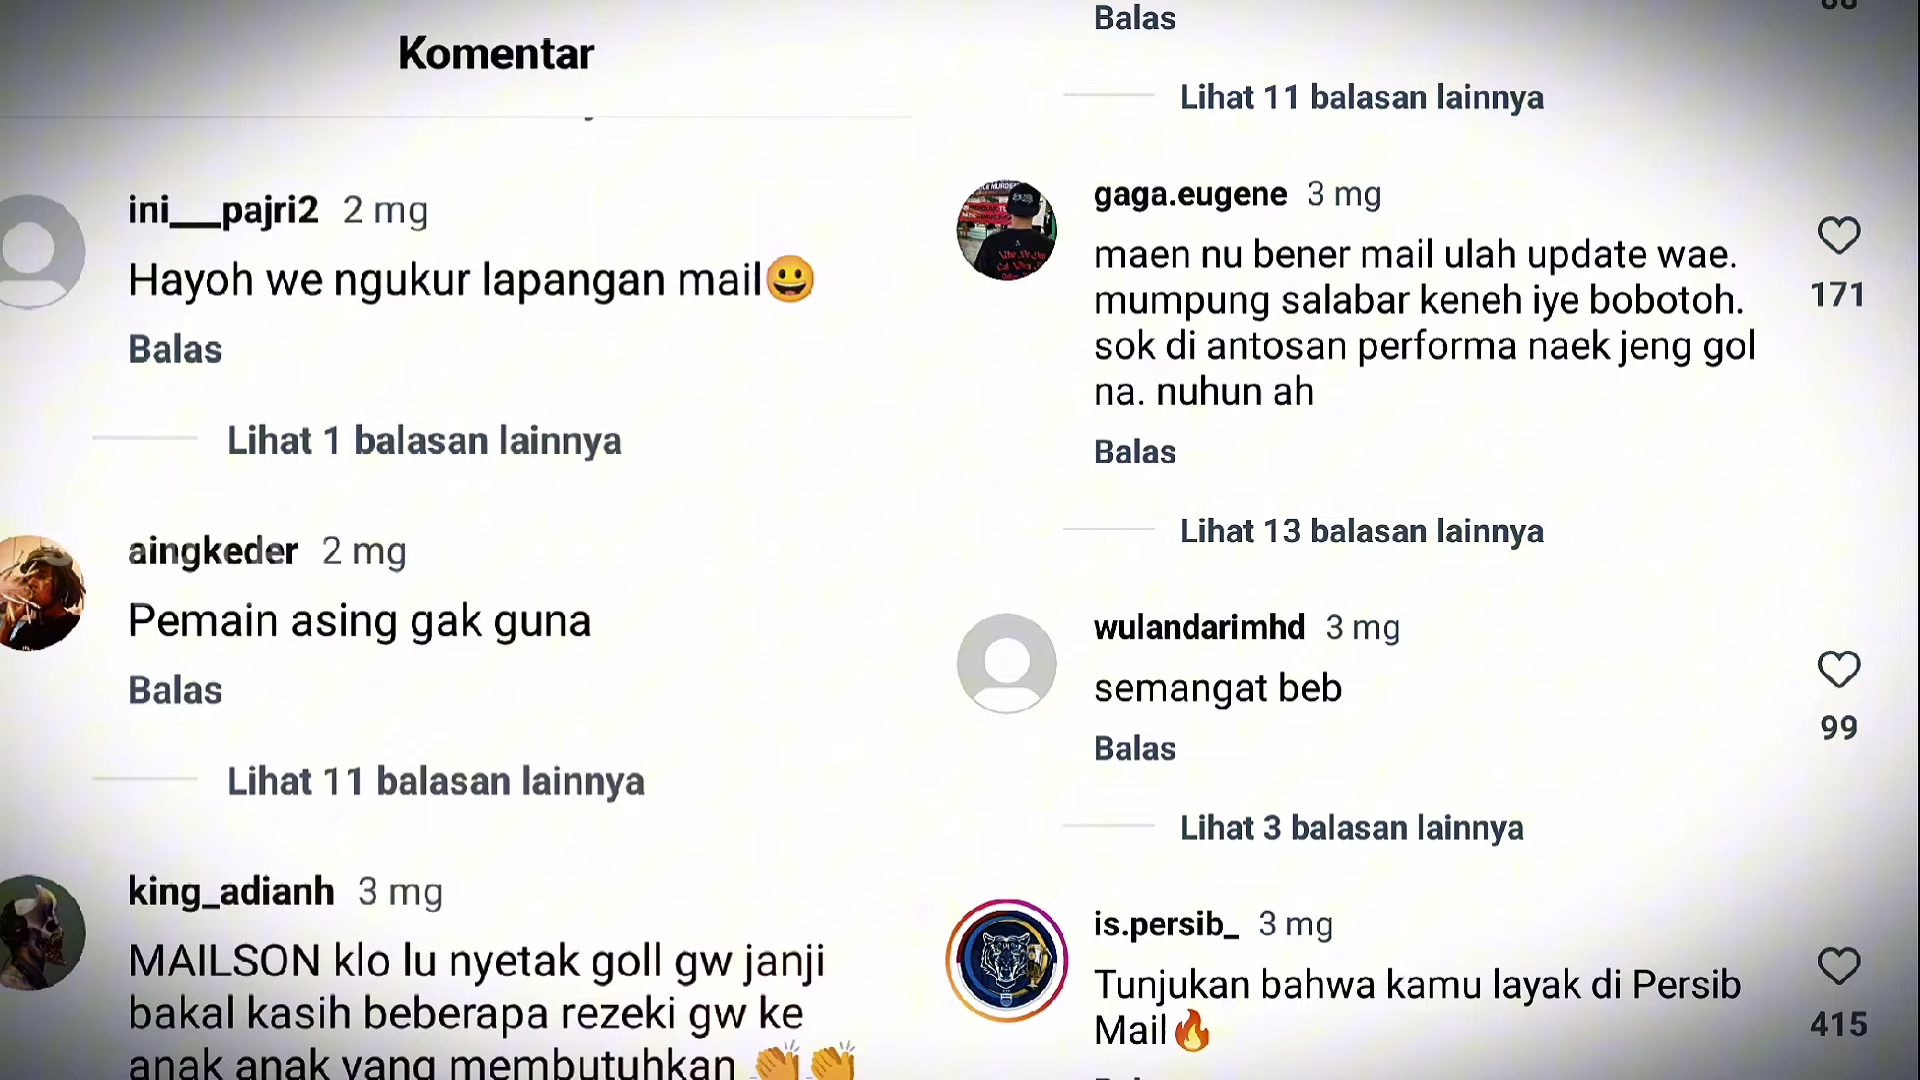 Komentar
ini___pajri2 2 mg
Hayoh we ngukur lapangan mail😀
Balas
Lihat 1 balasan lainnya
aingkeder 2 mg
Pemain asing gak guna
Balas
Lihat 11 balasan lainnya
king_adianh 3 mg
MAILSON klo lu nyetak goll gw janji
bakal kasih beberapa rezeki gw ke
anak anak yang membutuhkan 👏👏
Balas
Lihat 11 balasan lainnya
gaga.eugene 3 mg
maen nu bener mail ulah update wae.
mumpung salabar keneh iye bobotoh.
sok di antosan performa naek jeng gol
na. nuhun ah
171
Balas
Lihat 13 balasan lainnya
wulandarimhd 3 mg
semangat beb
99
Balas
Lihat 3 balasan lainnya
is.persib_ 3 mg
Tunjukan bahwa kamu layak di Persib
Mail🔥
415